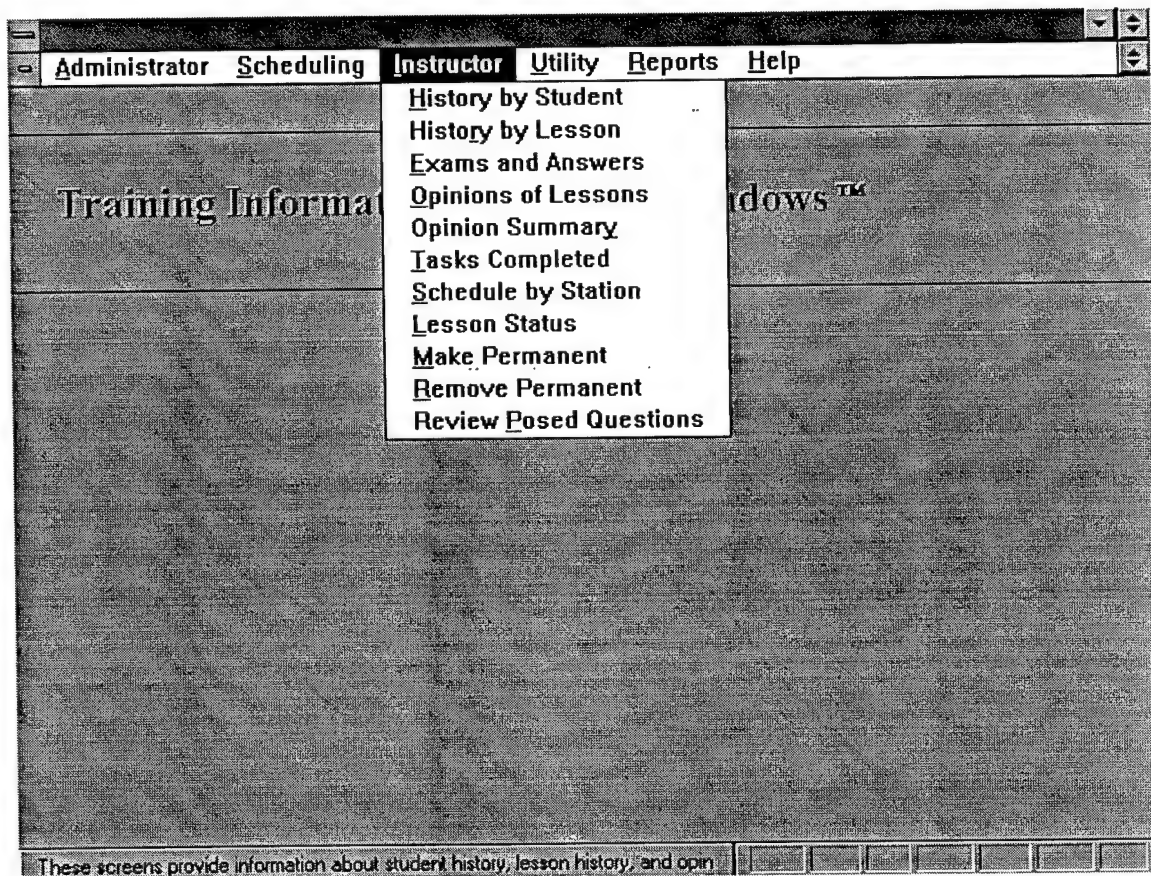 Administrator Scheduling Instructor Utility Reports Help
History by Student
History by Lesson
Exams and Answers
Training Informat dows™
Opinions of Lessons
Opinion Summary
Tasks Completed
Schedule by Station
Lesson Status
Make Permanent
Remove Permanent
Review Posed Questions
These screens provide information about student history, lesson history, and opin